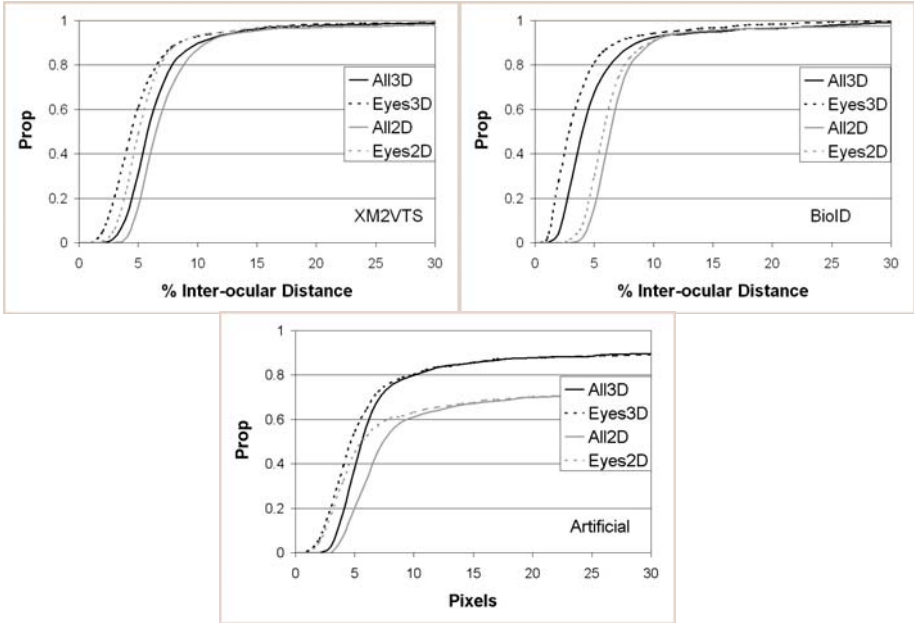 1
0.8
0.6
0.4
0.2
0
Prop
0 5 10 15 20 25 30
% Inter-ocular Distance
All3D
Eyes3D
All2D
Eyes2D
XM2VTS
1
0.8
0.6
0.4
0.2
0
Prop
0 5 10 15 20 25 30
% Inter-ocular Distance
All3D
Eyes3D
All2D
Eyes2D
BioID
1
0.8
0.6
0.4
0.2
0
Prop
0 5 10 15 20 25 30
Pixels
All3D
Eyes3D
All2D
Eyes2D
Artificial